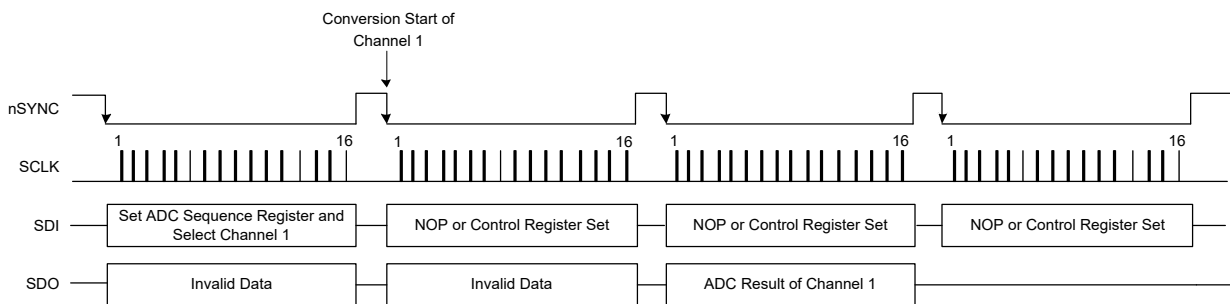 Conversion Start of
Channel 1
nSYNC
1 16 1 16 1 16 1 16
SCLK
SDI
Set ADC Sequence Register and
Select Channel 1
NOP or Control Register Set
NOP or Control Register Set
NOP or Control Register Set
SDO
Invalid Data
Invalid Data
ADC Result of Channel 1